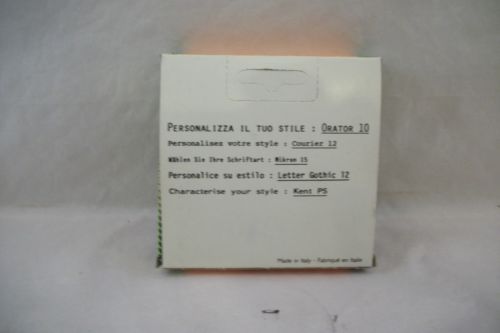 PERSONALIZZA IL TUO STILE : ORATOR 10
Personalisez votre style : Courier 12
Wählen Sie Ihre Schriftart : Mikron 15
Personalice su estilo : Letter Gothic 12
Characterise your style : Kent PS
Made in Italy - Fabriqué en Italie